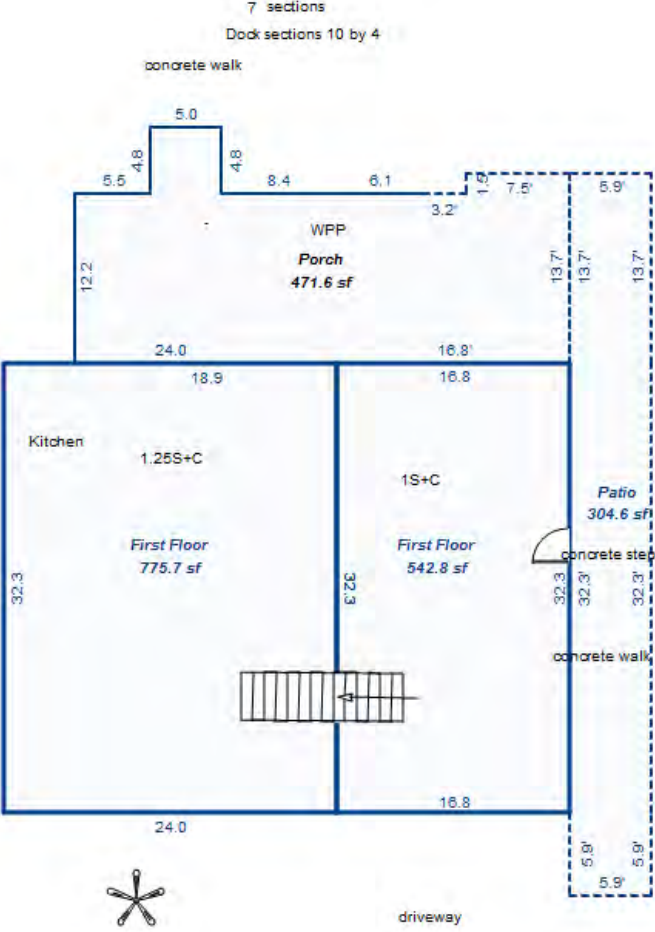 7 sections
Dock sections 10 by 4
concrete walk
5.0
4.8
4.8
5.5
8.4
6.1
3.2'
1.5'
7.5'
5.9'
WPP
Porch
471.6 sf
12.2
13.7'
13.7'
13.7'
24.0
16.8'
18.9
16.8
Kitchen
1.25S+C
1S+C
Patio
304.6 sf
First Floor
775.7 sf
First Floor
542.8 sf
concrete step
32.3
32.3
32.3
32.3'
32.3'
concrete walk
16.8
24.0
5.9'
5.9'
5.9'
driveway